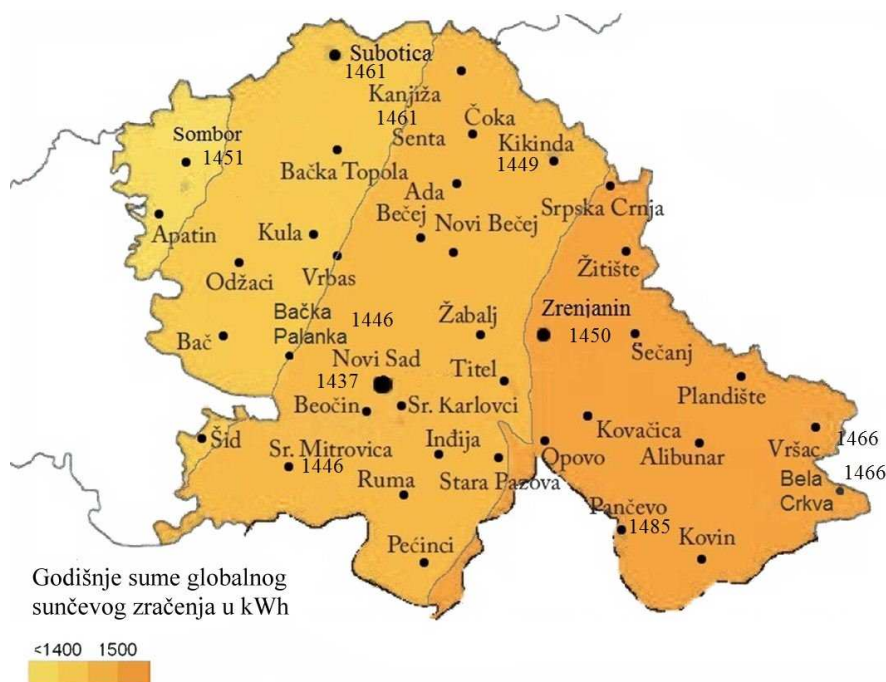 Subotica
1461
Kanjiža
1461
Čoka
Sombor
1451
Senta
Kikinda
1449
Bačka Topola
Ada
Srpska Crnja
Bečej
Novi Bečej
Apatin
Kula
Odžaci
Vrbas
Žitište
Bačka
Palanka
1446
Žabalj
Zrenjanin
1450
Bač
Sečanj
Novi Sad
1437
Titel
Plandište
Beočin
Sr. Karlovci
Kovačica
Šid
Sr. Mitrovica
1446
Inđija
Opovo
Alibunar
Vršac
1466
Ruma
Stara Pazova
Bela
Crkva
1466
Pančevo
1485
Pećinci
Kovin
Godišnje sume globalnog
sunčevog zračenja u kWh
<1400 1500